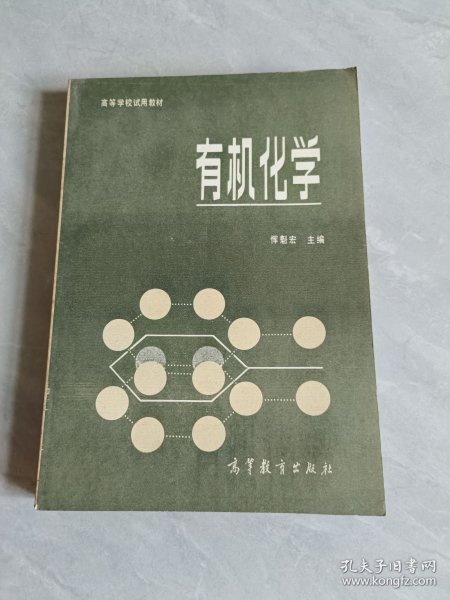 高等学校试用教材
有机化学
恽魁宏 主编
高等教育出版社
孔夫子旧书网
www.kongfz.com